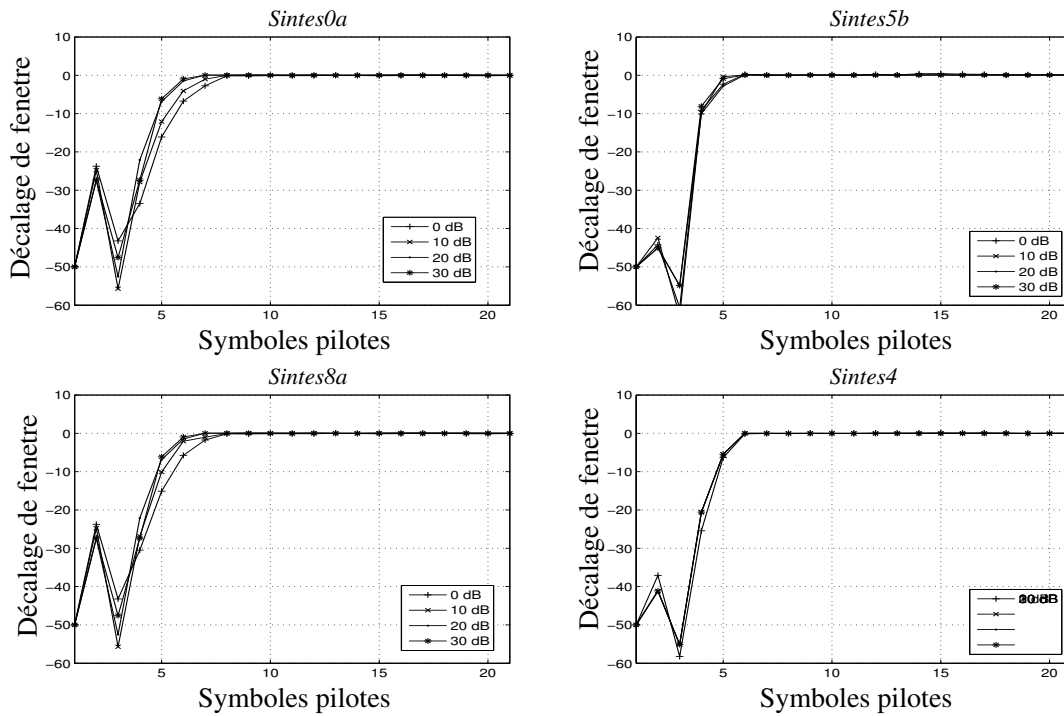 Sintes0a
Décalage de fenetre
10
0
−10
−20
−30
−40
−50
−60
0 dB
10 dB
20 dB
30 dB
5
10
15
20
Symboles pilotes
Sintes5b
Décalage de fenetre
10
0
−10
−20
−30
−40
−50
−60
0 dB
10 dB
20 dB
30 dB
5
10
15
20
Symboles pilotes
Sintes8a
Décalage de fenetre
10
0
−10
−20
−30
−40
−50
−60
0 dB
10 dB
20 dB
30 dB
5
10
15
20
Symboles pilotes
Sintes4
Décalage de fenetre
10
0
−10
−20
−30
−40
−50
−60
5
10
15
20
Symboles pilotes